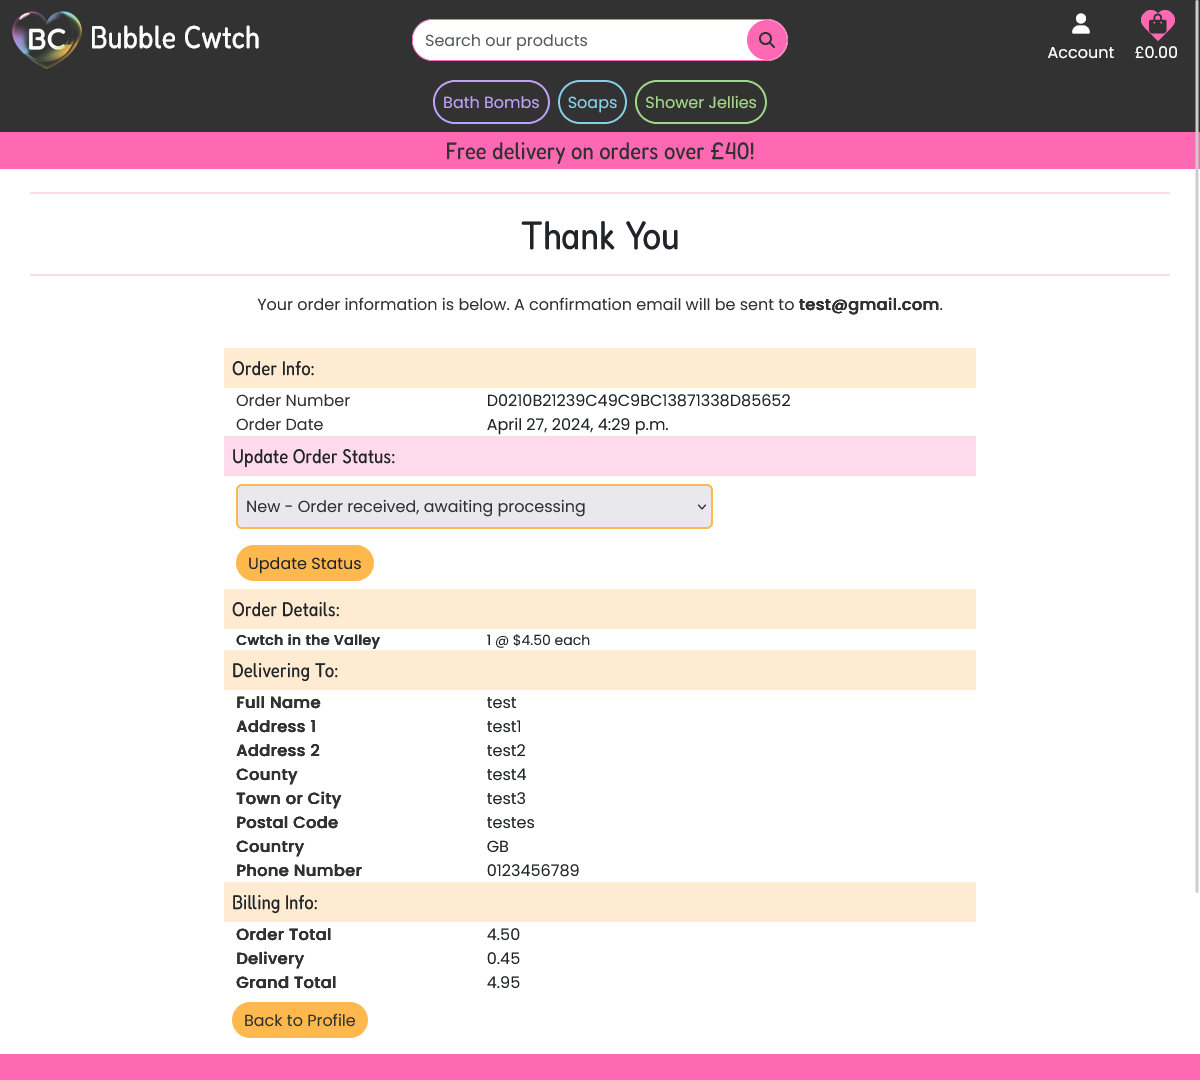 BC Bubble Cwtch
Search our products
Account
£0.00
Bath Bombs Soaps Shower Jellies
Free delivery on orders over £40!
Thank You
Your order information is below. A confirmation email will be sent to test@gmail.com.
Order Info:
Order Number D0210B21239C49C9BC13871338D85652
Order Date April 27, 2024, 4:29 p.m.
Update Order Status:
New - Order received, awaiting processing
Update Status
Order Details:
Cwtch in the Valley 1 @ $4.50 each
Delivering To:
Full Name test
Address 1 test1
Address 2 test2
County test4
Town or City test3
Postal Code testes
Country GB
Phone Number 0123456789
Billing Info:
Order Total 4.50
Delivery 0.45
Grand Total 4.95
Back to Profile